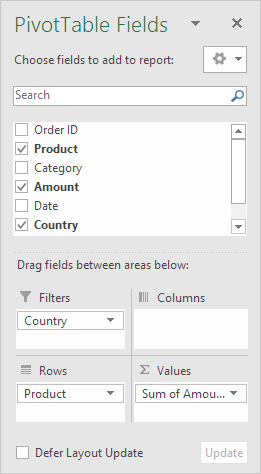 PivotTable Fields
Choose fields to add to report:
Search
Order ID
Product
Category
Amount
Date
Country
Drag fields between areas below:
Filters
Columns
Country
Rows
Values
Product
Sum of Amou...
Defer Layout Update
Update